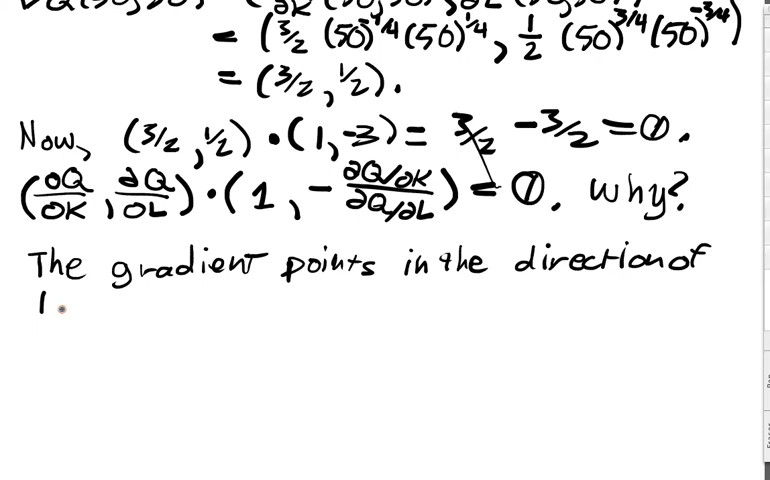 = (3/2 (50)^-1/4 (50)^1/4, 1/2 (50)^3/4 (50)^-3/4)
= (3/2, 1/2).
Now, (3/2, 1/2) • (1, -3) = 3/2 - 3/2 = 0.
(∂Q/∂K, ∂Q/∂L) • (1, - ∂Q/∂K / ∂Q/∂L) = 0. Why?
The gradient points in the direction of